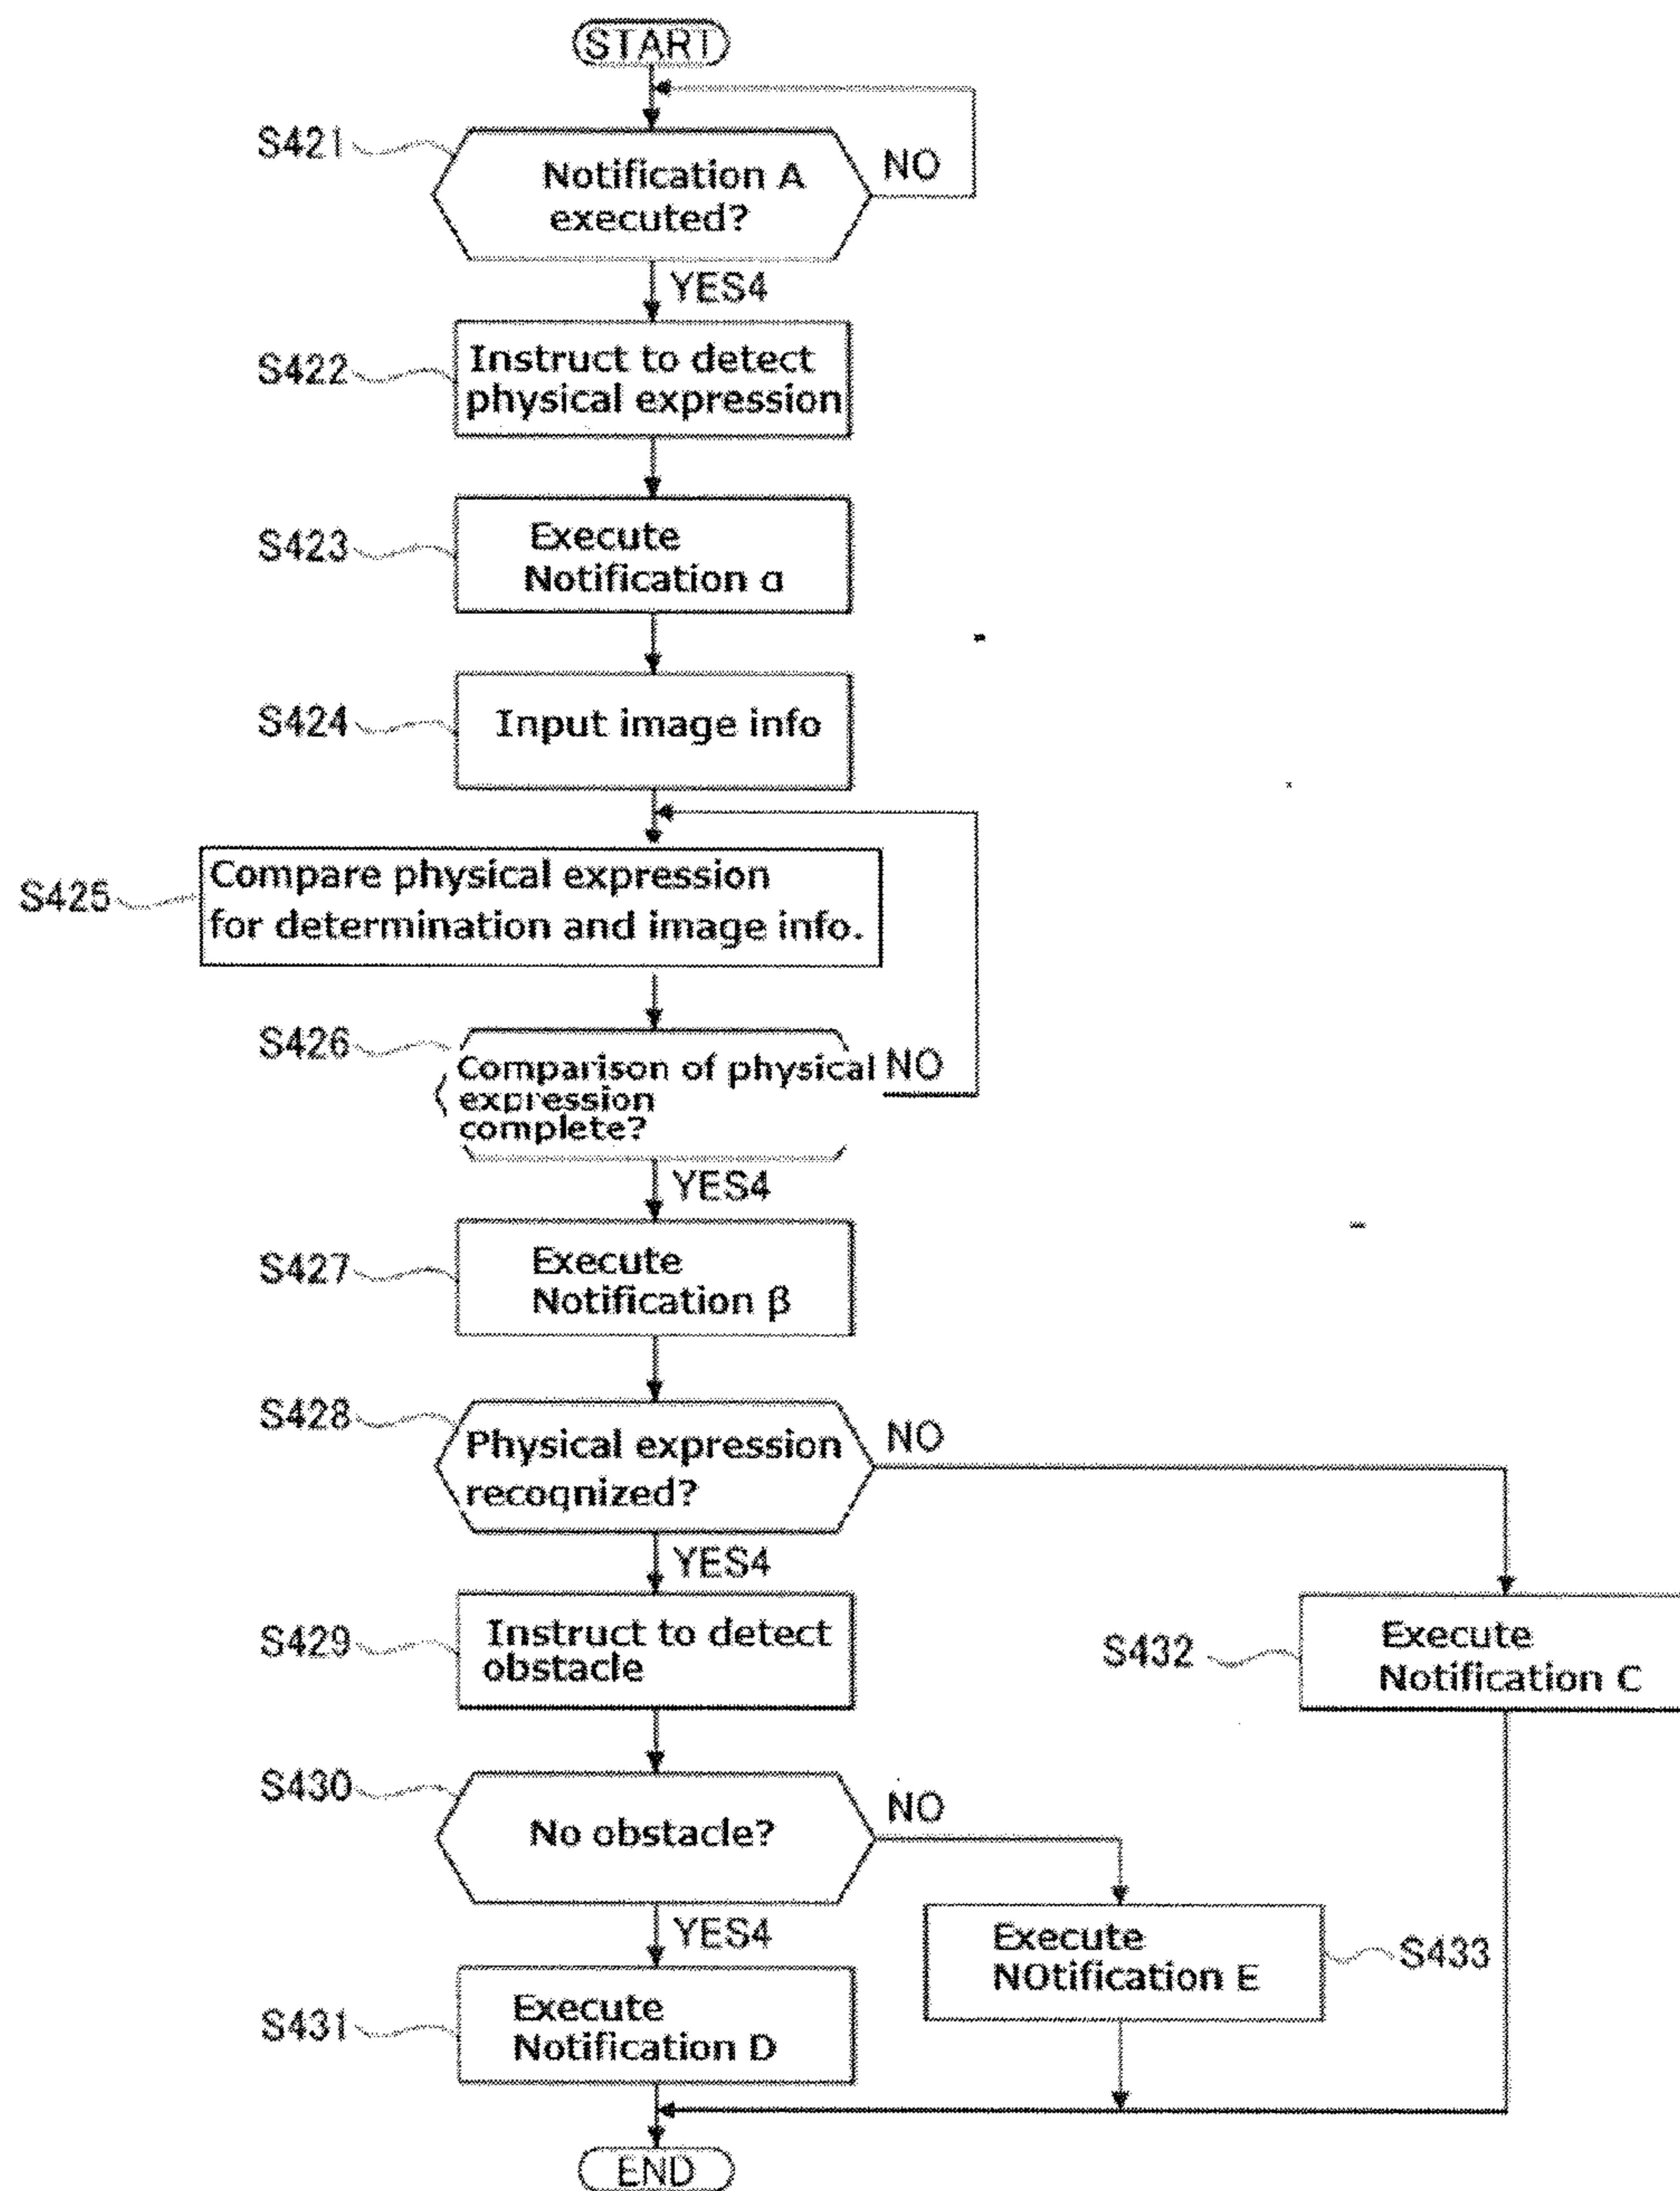 START
S421
Notification A
executed?
NO
YES4
S422
Instruct to detect
physical expression
S423
Execute
Notification α
S424
Input image info
S425
Compare physical expression
for determination and image info.
S426
Comparison of physical
expression
complete?
NO
YES4
S427
Execute
Notification β
S428
Physical expression
recognized?
NO
YES4
S429
Instruct to detect
obstacle
S432
Execute
Notification C
S430
No obstacle?
NO
YES4
Execute
NOtification E
S433
S431
Execute
Notification D
END